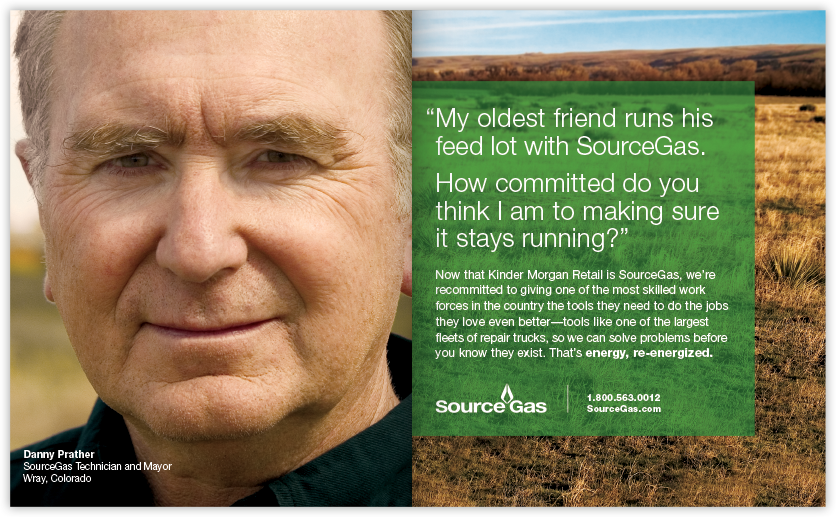 “My oldest friend runs his
feed lot with SourceGas.
How committed do you
think I am to making sure
it stays running?”
Now that Kinder Morgan Retail is SourceGas, we’re
recommitted to giving one of the most skilled work
forces in the country the tools they need to do the jobs
they love even better—tools like one of the largest
fleets of repair trucks, so we can solve problems before
you know they exist. That’s energy, re-energized.
SourceGas
1.800.563.0012
SourceGas.com
Danny Prather
SourceGas Technician and Mayor
Wray, Colorado